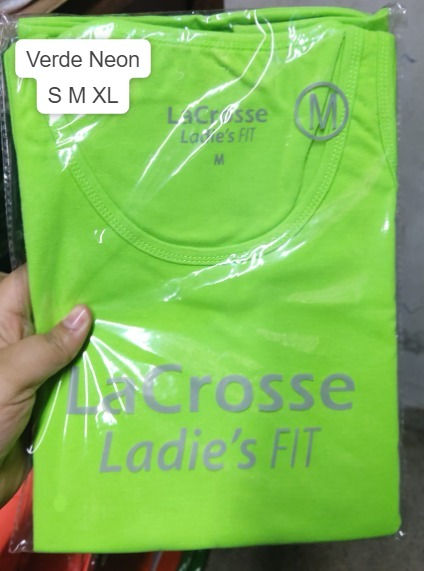 Verde Neon
S M XL
LaCrosse
Ladie's FIT
M
M
LaCrosse
Ladie's FIT